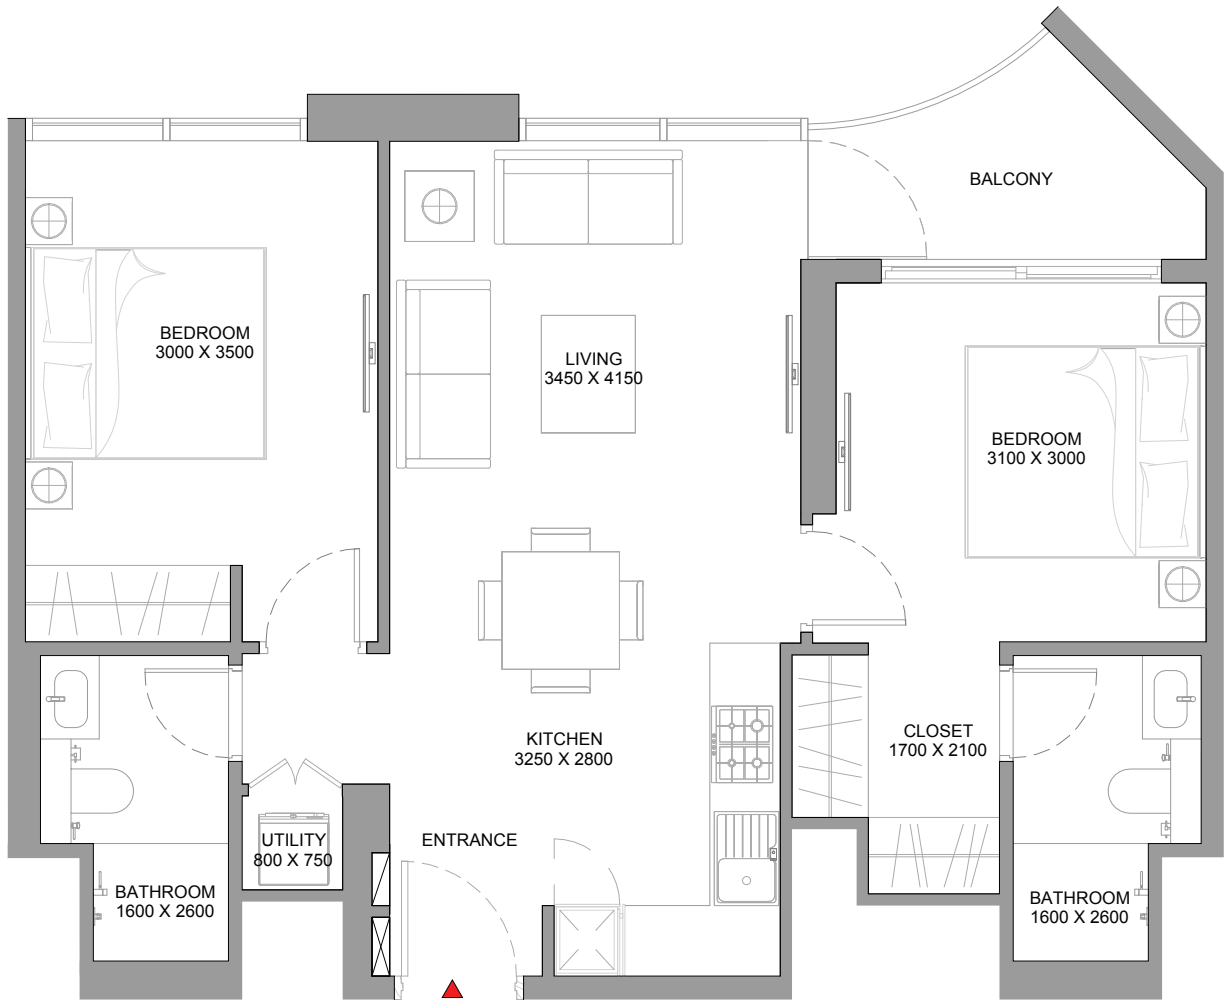 BALCONY
BEDROOM
3000 X 3500
LIVING
3450 X 4150
BEDROOM
3100 X 3000
KITCHEN
3250 X 2800
CLOSET
1700 X 2100
ENTRANCE
UTILITY
800 X 750
BATHROOM
1600 X 2600
BATHROOM
1600 X 2600